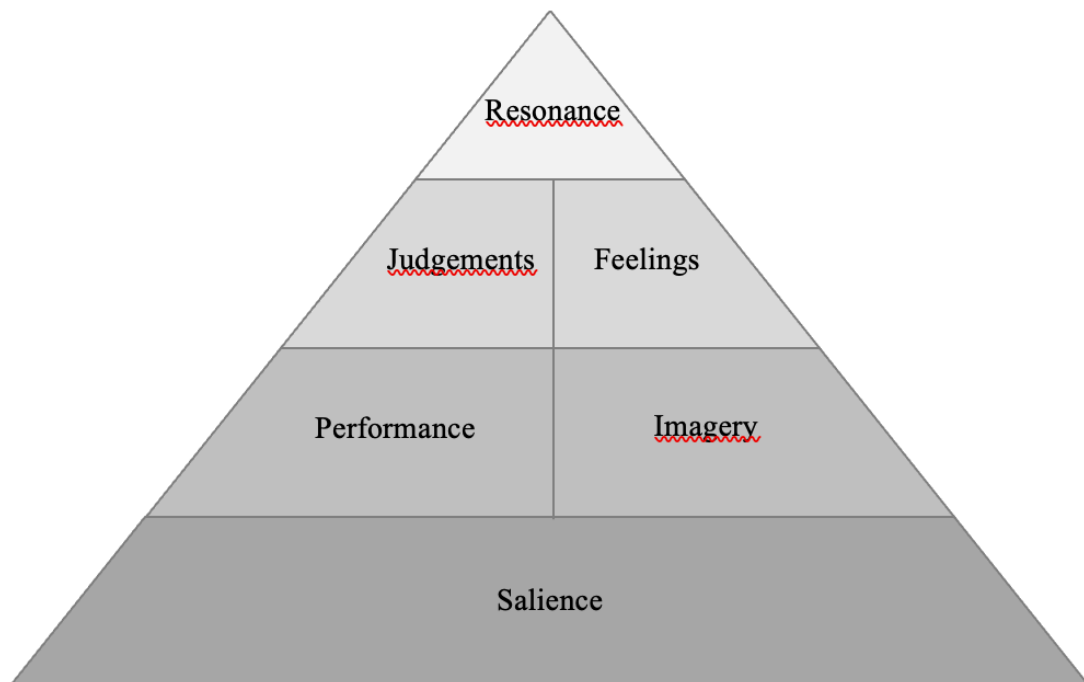 Resonance
Judgements
Feelings
Performance
Imagery
Salience